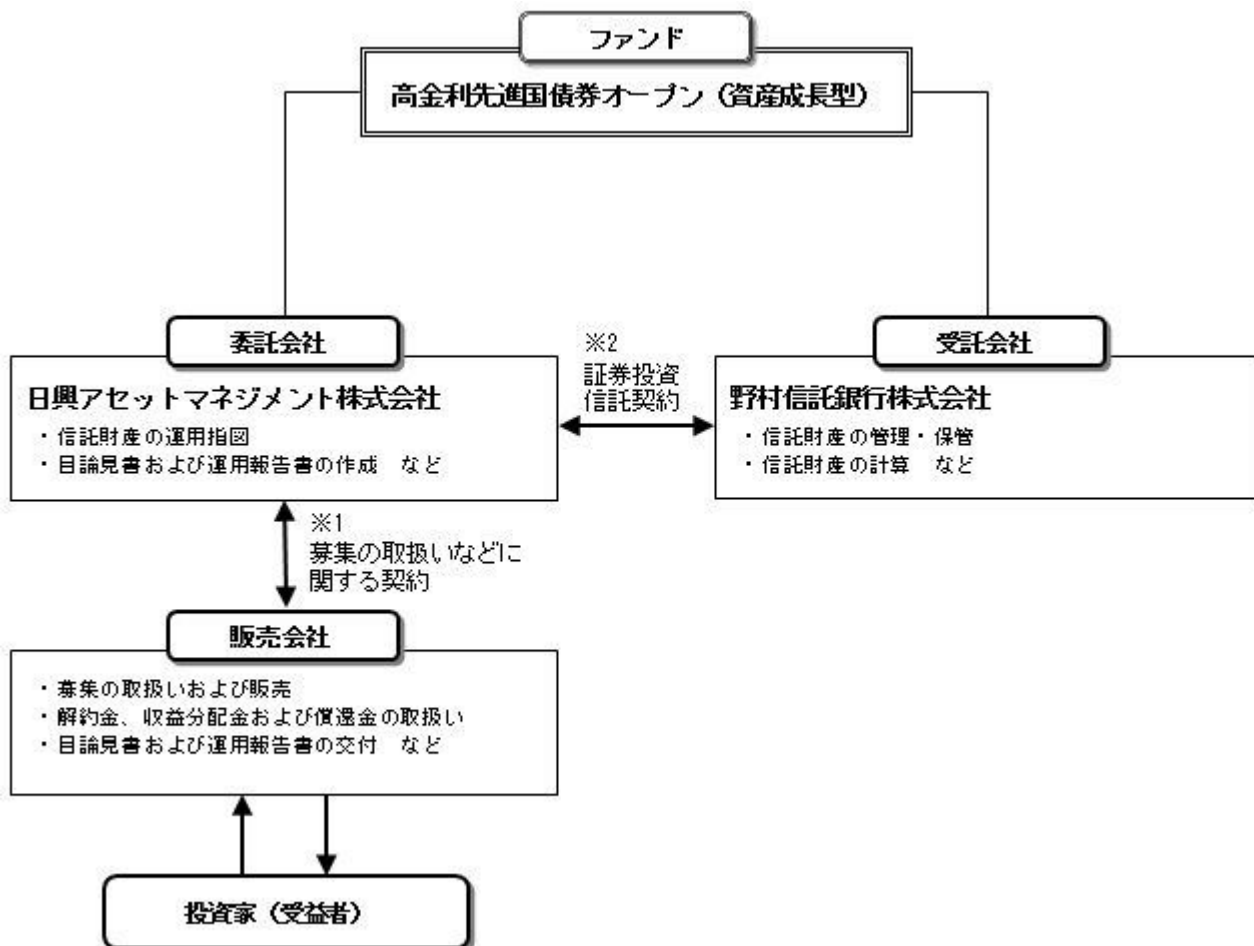 ファンド
高金利先進国債券オープン（資産成長型）
委託会社
日興アセットマネジメント株式会社
・信託財産の運用指図
・目論見書および運用報告書の作成　など
※2
証券投資
信託契約
受託会社
野村信託銀行株式会社
・信託財産の管理・保管
・信託財産の計算　など
※1
募集の取扱いなどに
関する契約
販売会社
・募集の取扱いおよび販売
・解約金、収益分配金および償還金の取扱い
・目論見書および運用報告書の交付　など
投資家（受益者）